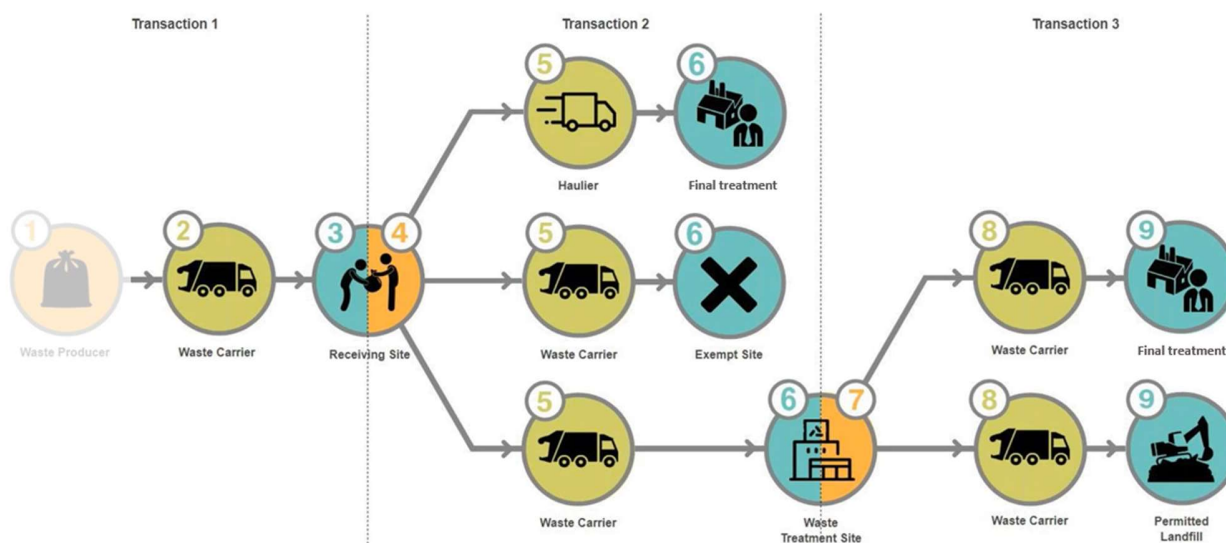 Transaction 1
Transaction 2
Transaction 3
5
6
Haulier
Final treatment
1
2
3
4
5
6
8
9
Waste Producer
Waste Carrier
Receiving Site
Waste Carrier
Exempt Site
Waste Carrier
Final treatment
5
6
7
8
9
Waste Carrier
Waste
Treatment Site
Waste Carrier
Permitted
Landfill